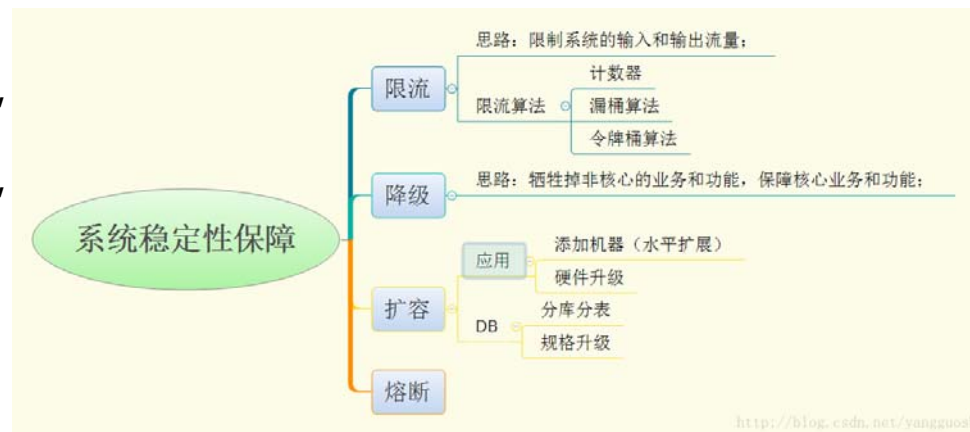 系统稳定性保障
限流
思路：限制系统的输入和输出流量；
限流算法
计数器
漏桶算法
令牌桶算法
降级
思路：牺牲掉非核心的业务和功能，保障核心业务和功能；
扩容
应用
添加机器（水平扩展）
硬件升级
DB
分库分表
规格升级
熔断
http://blog.csdn.net/yangguos